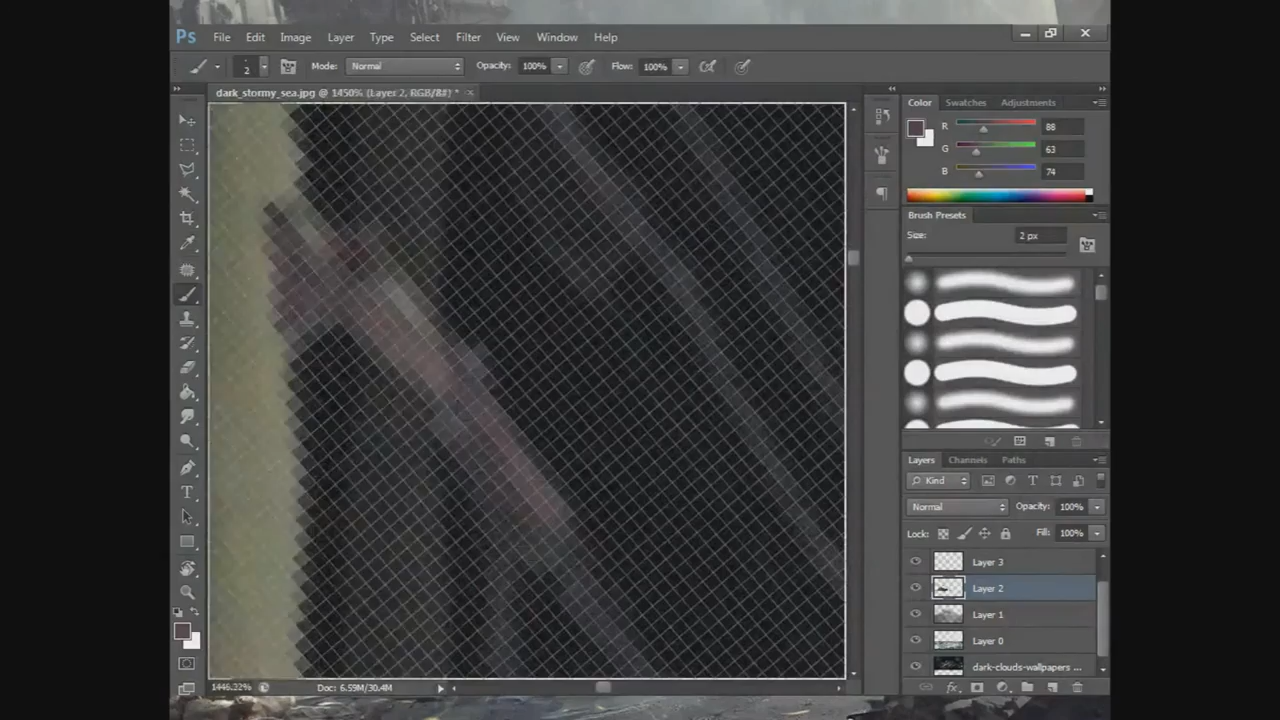 Ps File Edit Image Layer Type Select Filter View Window Help
2 Mode: Normal Opacity: 100% Flow: 100%
dark_stormy_sea.jpg @ 1450% (Layer 2, RGB/8#) *
Color Swatches Adjustments
R 88
G 63
B 74
Brush Presets
Size: 2 px
Layers Channels Paths
Kind T
Normal Opacity: 100%
Lock: Fill: 100%
Layer 3
Layer 2
Layer 1
Layer 0
dark-clouds-wallpapers ...
1446.32% Doc: 6.59M/30.4M
fx
T